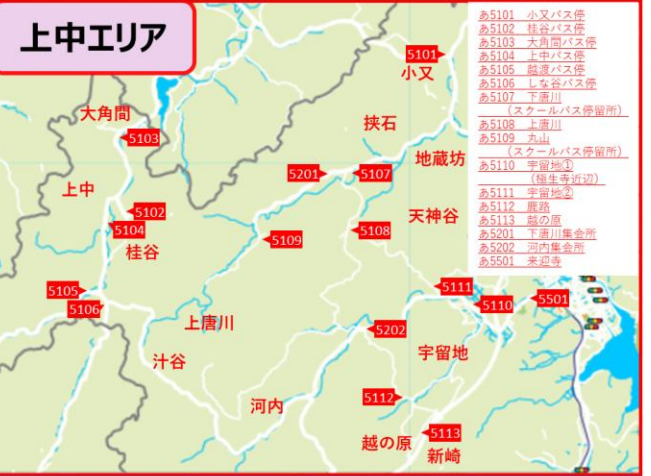 上中エリア
あ5101 小又バス停
あ5102 桂谷バス停
あ5103 大角間バス停
あ5104 上中バス停
あ5105 越渡バス停
あ5106 しな谷バス停
あ5107 下唐川
(スクールバス停留所)
あ5108 上唐川
あ5109 丸山
(スクールバス停留所)
あ5110 宇留地①
(極生寺近辺)
あ5111 宇留地②
あ5112 鹿路
あ5113 越の原
あ5201 下唐川集会所
あ5202 河内集会所
あ5501 来迎寺
5101
小又
大角間
5103
挟石
地蔵坊
5201
5107
上中
5102
5104
桂谷
天神谷
5108
5109
5105
5106
5111
5110
5501
上唐川
5202
汁谷
宇留地
河内
5112
越の原
5113
新崎